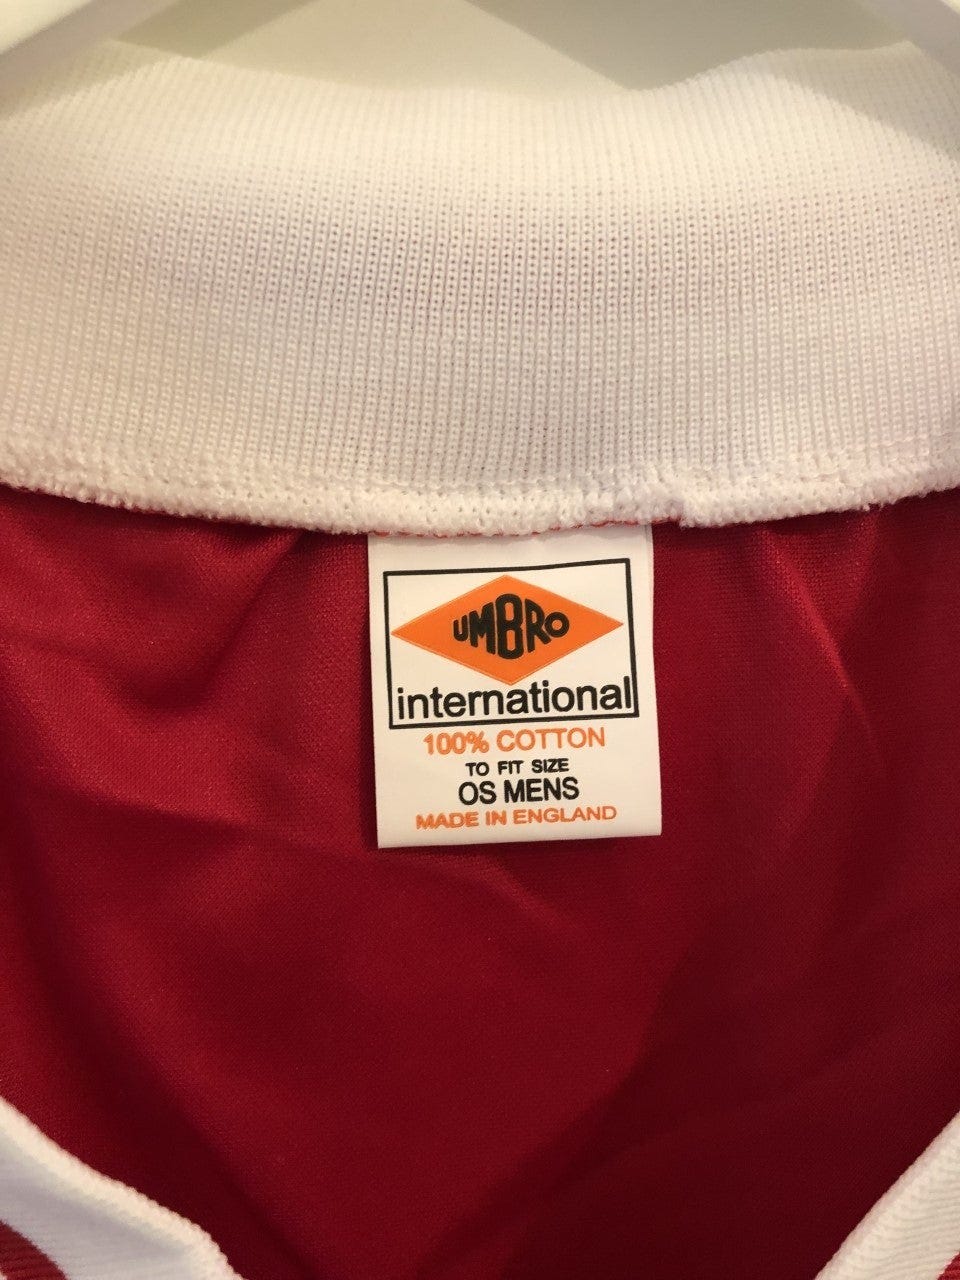 UMBRO
international
100% COTTON
TO FIT SIZE
OS MENS
MADE IN ENGLAND